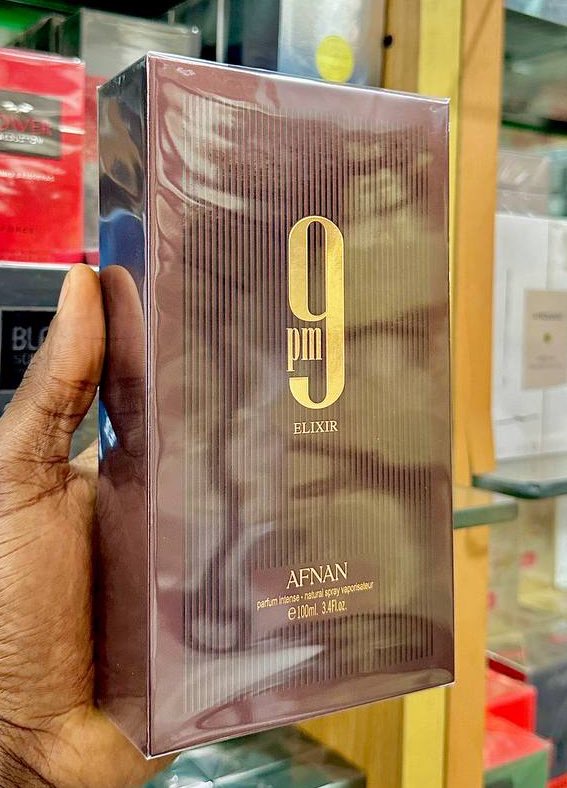 9
pm
ELIXIR
AFNAN
parfum intense • natural spray vaporisateur
℮100ml. 3.4Fl.oz.